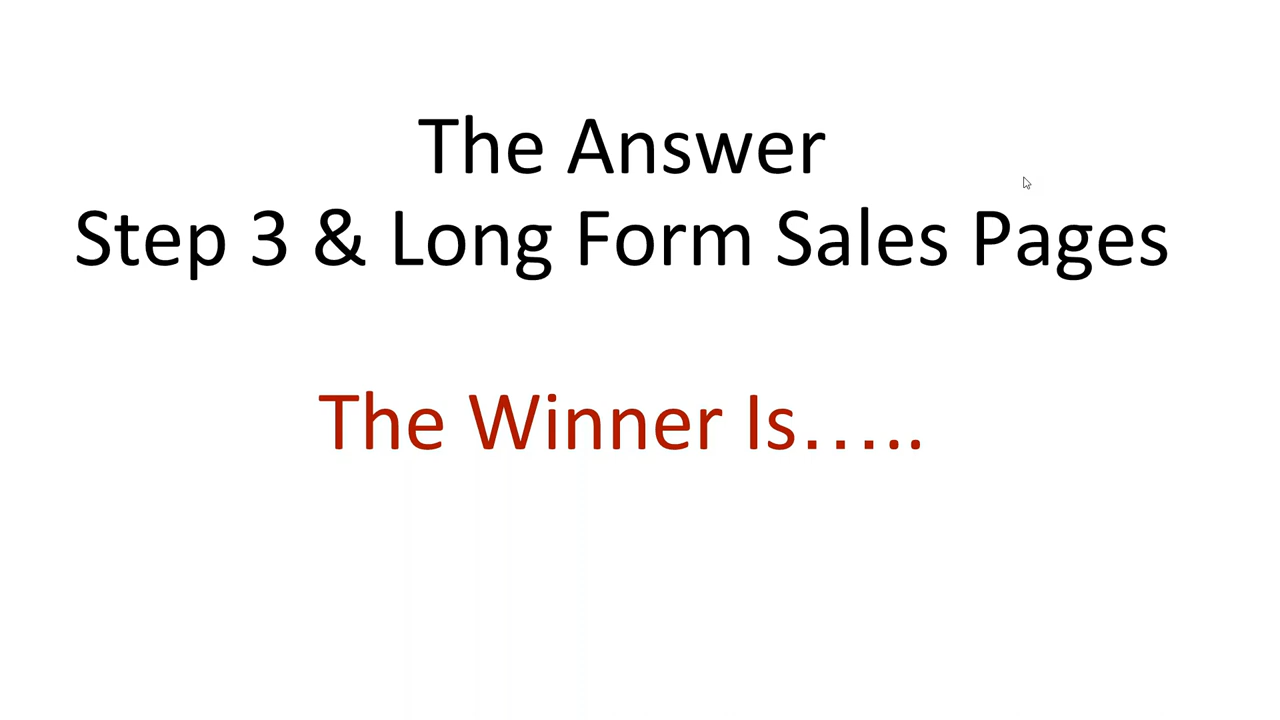 The Answer
Step 3 & Long Form Sales Pages
The Winner Is…..